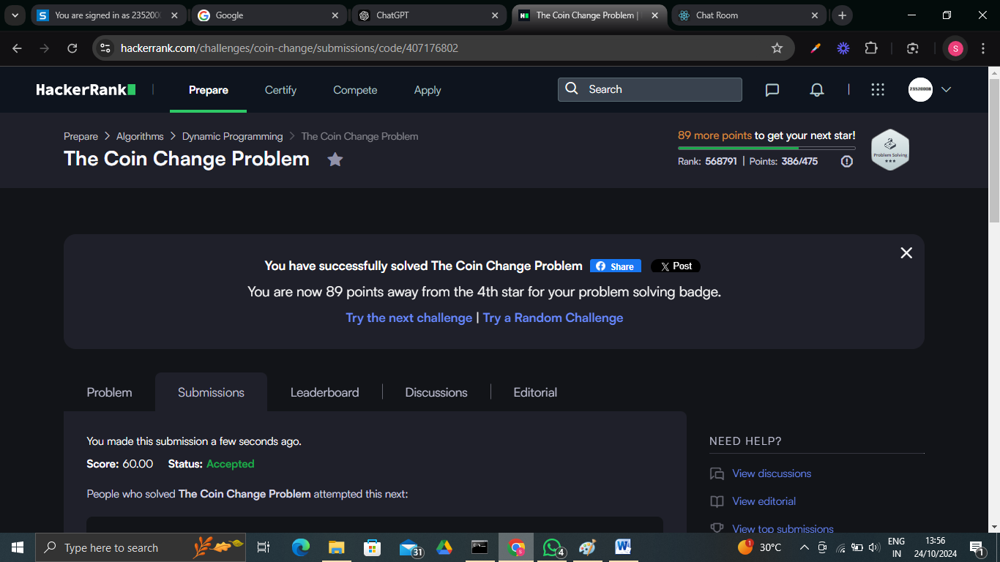 You are signed in as 2352000
Google
ChatGPT
The Coin Change Problem |
Chat Room
hackerrank.com/challenges/coin-change/submissions/code/407176802
S
HackerRank
Prepare
Certify
Compete
Apply
Search
Prepare > Algorithms > Dynamic Programming > The Coin Change Problem
The Coin Change Problem
89 more points to get your next star!
Rank: 568791 | Points: 386/475
Problem Solving
You have successfully solved The Coin Change Problem
Share
Post
You are now 89 points away from the 4th star for your problem solving badge.
Try the next challenge | Try a Random Challenge
Problem
Submissions
Leaderboard
Discussions
Editorial
You made this submission a few seconds ago.
Score: 60.00 Status: Accepted
People who solved The Coin Change Problem attempted this next:
NEED HELP?
View discussions
View editorial
View top submissions
Type here to search
31
4
1
30°C
ENG
IN
13:56
24/10/2024
1